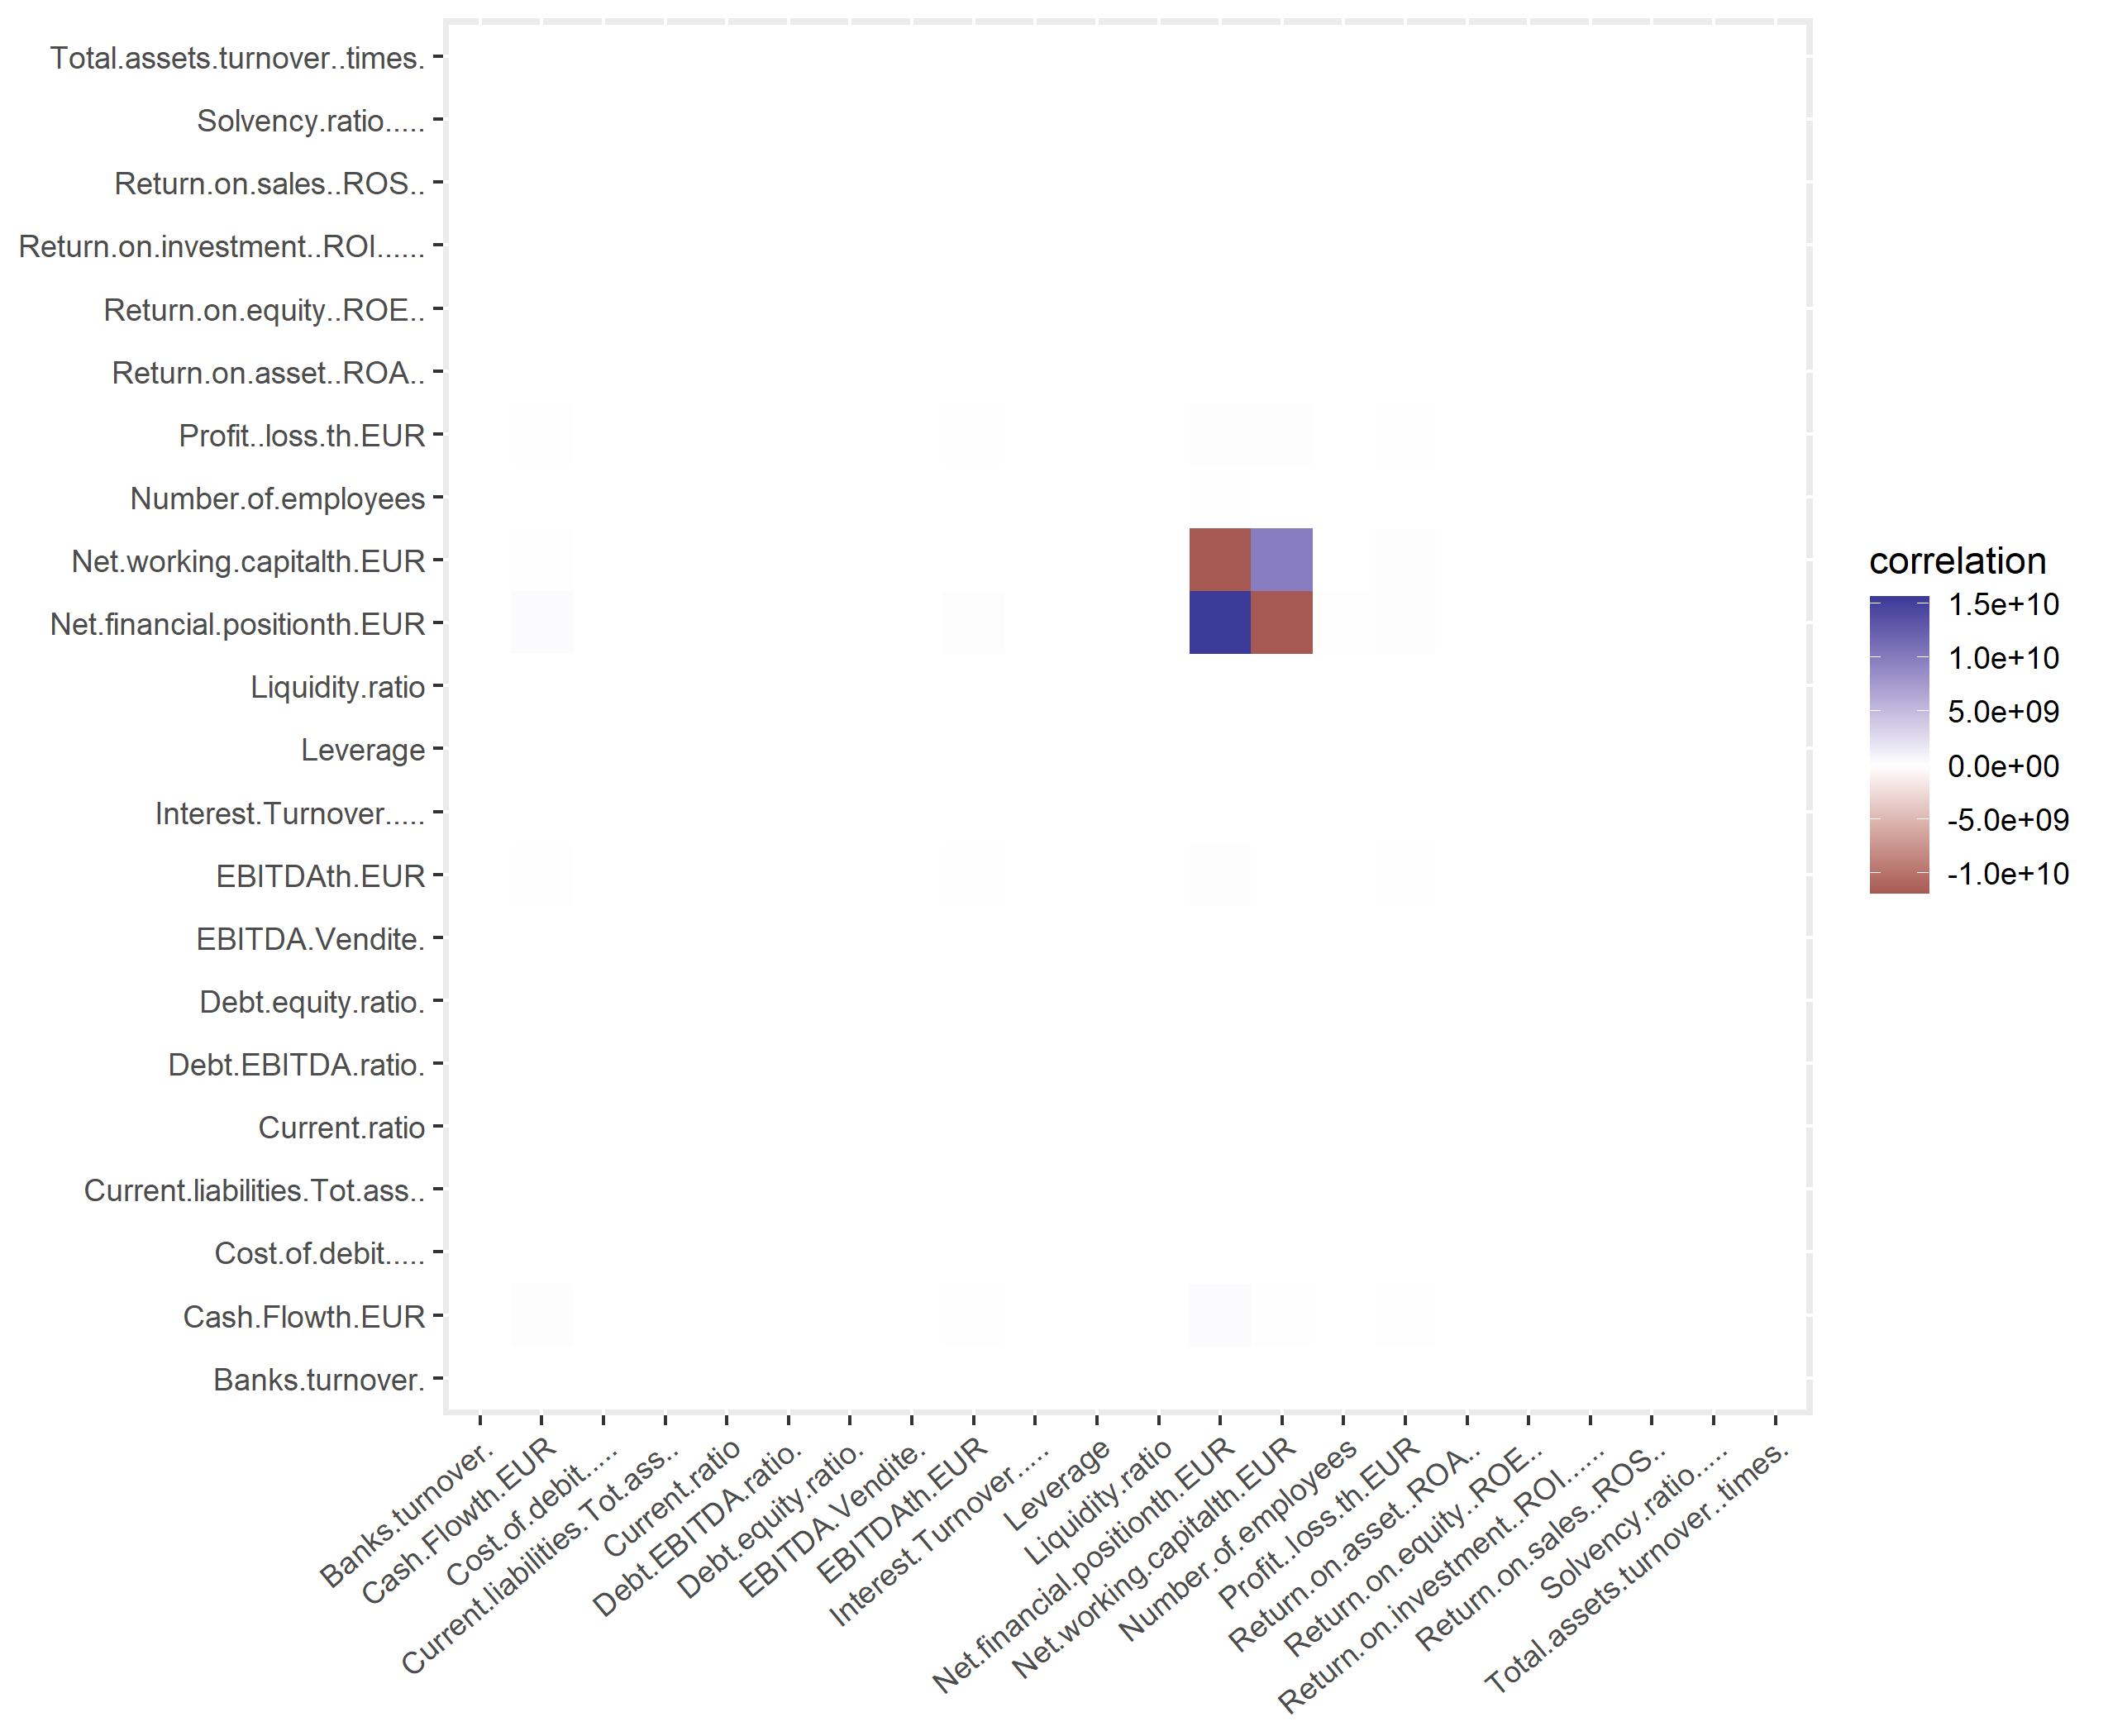 Total.assets.turnover..times.
Solvency.ratio.....
Return.on.sales..ROS..
Return.on.investment..ROI......
Return.on.equity..ROE..
Return.on.asset..ROA..
Profit..loss.th.EUR
Number.of.employees
Net.working.capitalth.EUR
Net.financial.positionth.EUR
Liquidity.ratio
Leverage
Interest.Turnover.....
EBITDAth.EUR
EBITDA.Vendite.
Debt.equity.ratio.
Debt.EBITDA.ratio.
Current.ratio
Current.liabilities.Tot.ass..
Cost.of.debit.....
Cash.Flowth.EUR
Banks.turnover.
Banks.turnover.
Cash.Flowth.EUR
Cost.of.debit.....
Current.liabilities.Tot.ass..
Current.ratio
Debt.EBITDA.ratio.
Debt.equity.ratio.
EBITDA.Vendite.
EBITDAth.EUR
Interest.Turnover.....
Leverage
Liquidity.ratio
Net.financial.positionth.EUR
Net.working.capitalth.EUR
Number.of.employees
Profit..loss.th.EUR
Return.on.asset..ROA..
Return.on.equity..ROE..
Return.on.investment..ROI......
Return.on.sales..ROS..
Solvency.ratio.....
Total.assets.turnover..times.
correlation
1.5e+10
1.0e+10
5.0e+09
0.0e+00
-5.0e+09
-1.0e+10